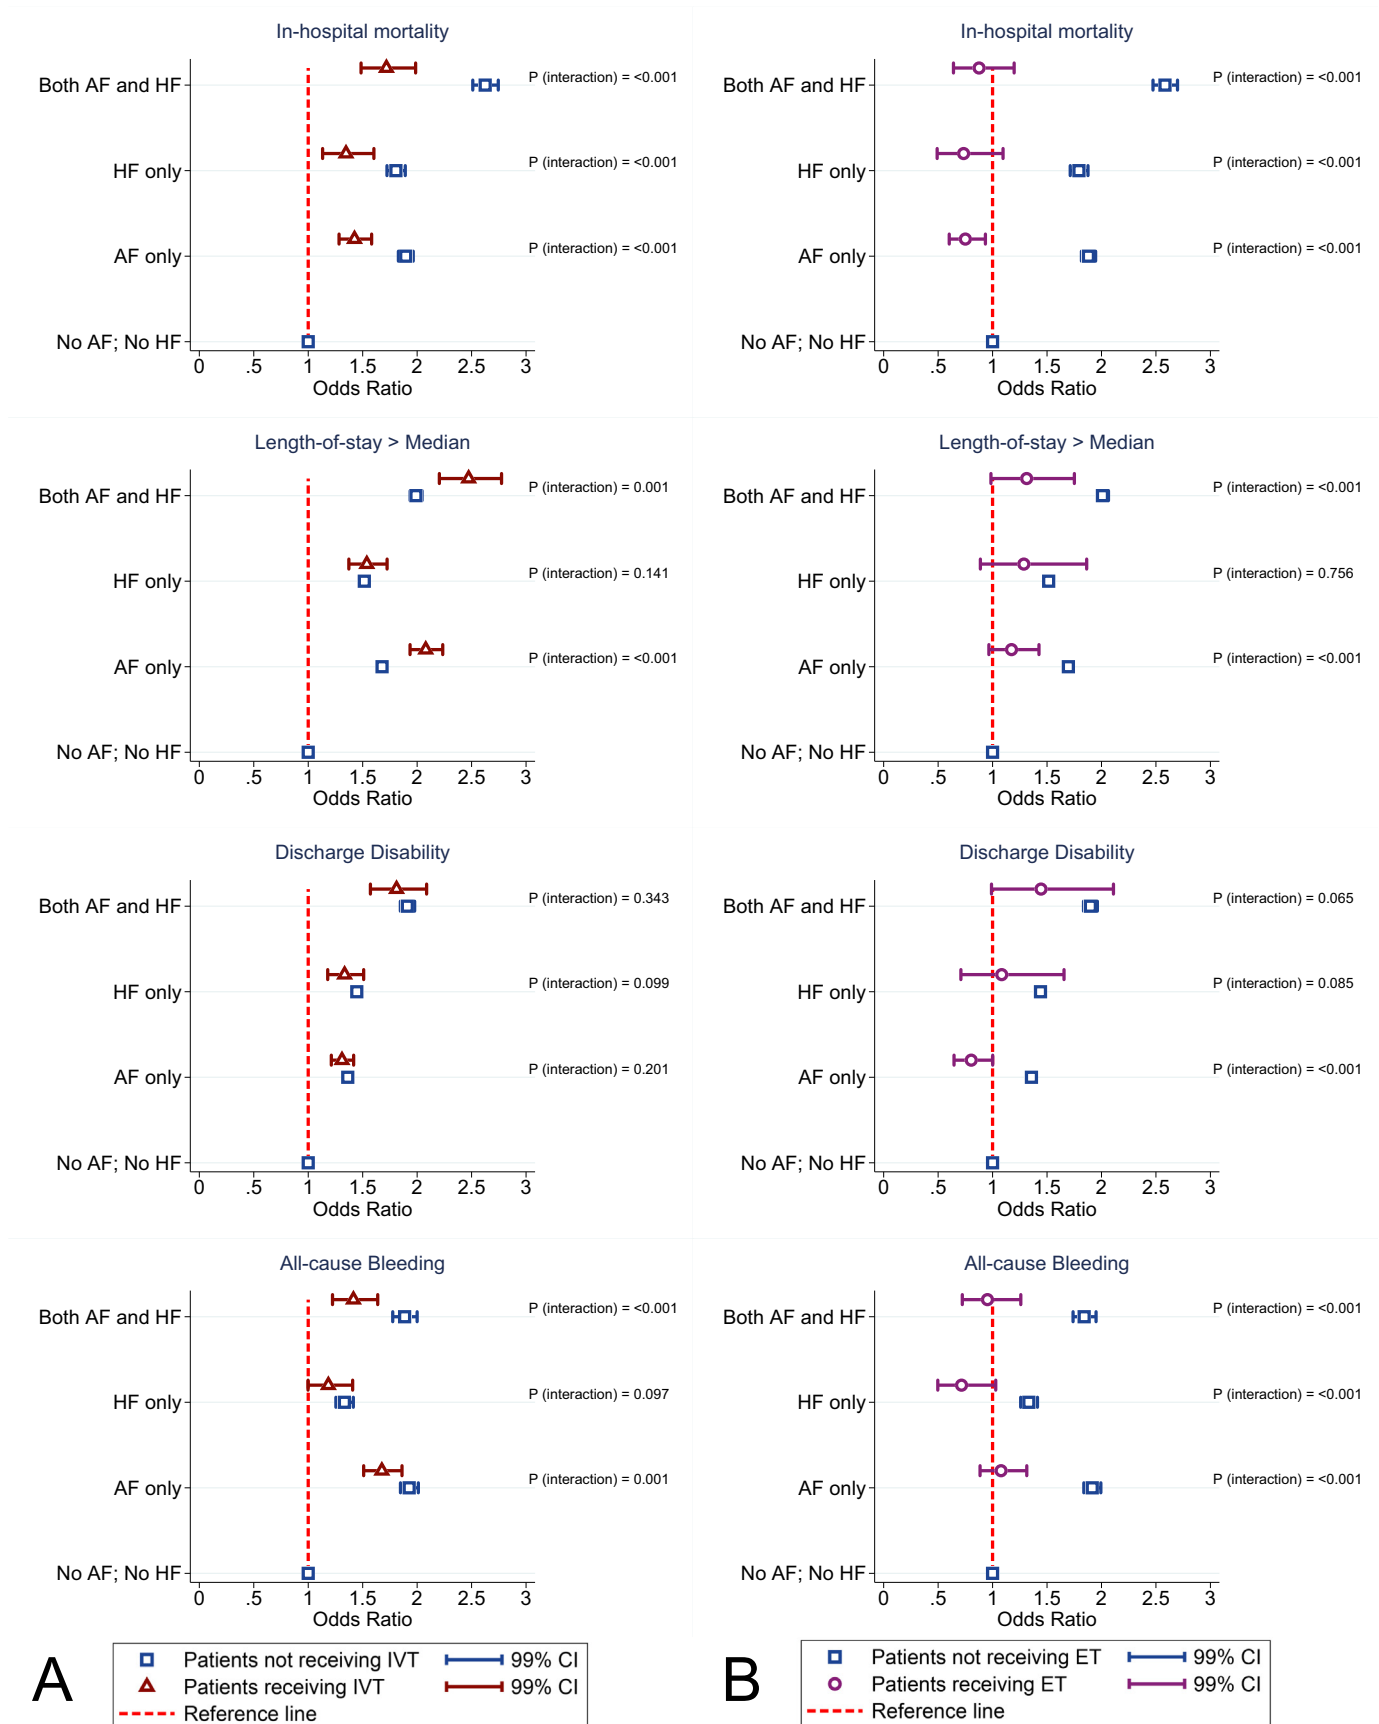 In-hospital mortality
Both AF and HF
P (interaction) = <0.001
HF only
P (interaction) = <0.001
AF only
P (interaction) = <0.001
No AF; No HF
0 .5 1 1.5 2 2.5 3
Odds Ratio
Length-of-stay > Median
Both AF and HF
P (interaction) = 0.001
HF only
P (interaction) = 0.141
AF only
P (interaction) = <0.001
No AF; No HF
0 .5 1 1.5 2 2.5 3
Odds Ratio
Discharge Disability
Both AF and HF
P (interaction) = 0.343
HF only
P (interaction) = 0.099
AF only
P (interaction) = 0.201
No AF; No HF
0 .5 1 1.5 2 2.5 3
Odds Ratio
All-cause Bleeding
Both AF and HF
P (interaction) = <0.001
HF only
P (interaction) = 0.097
AF only
P (interaction) = 0.001
No AF; No HF
0 .5 1 1.5 2 2.5 3
Odds Ratio
A
Patients not receiving IVT 99% CI
Patients receiving IVT 99% CI
Reference line
In-hospital mortality
Both AF and HF
P (interaction) = <0.001
HF only
P (interaction) = <0.001
AF only
P (interaction) = <0.001
No AF; No HF
0 .5 1 1.5 2 2.5 3
Odds Ratio
Length-of-stay > Median
Both AF and HF
P (interaction) = <0.001
HF only
P (interaction) = 0.756
AF only
P (interaction) = <0.001
No AF; No HF
0 .5 1 1.5 2 2.5 3
Odds Ratio
Discharge Disability
Both AF and HF
P (interaction) = 0.065
HF only
P (interaction) = 0.085
AF only
P (interaction) = <0.001
No AF; No HF
0 .5 1 1.5 2 2.5 3
Odds Ratio
All-cause Bleeding
Both AF and HF
P (interaction) = <0.001
HF only
P (interaction) = <0.001
AF only
P (interaction) = <0.001
No AF; No HF
0 .5 1 1.5 2 2.5 3
Odds Ratio
B
Patients not receiving ET 99% CI
Patients receiving ET 99% CI
Reference line